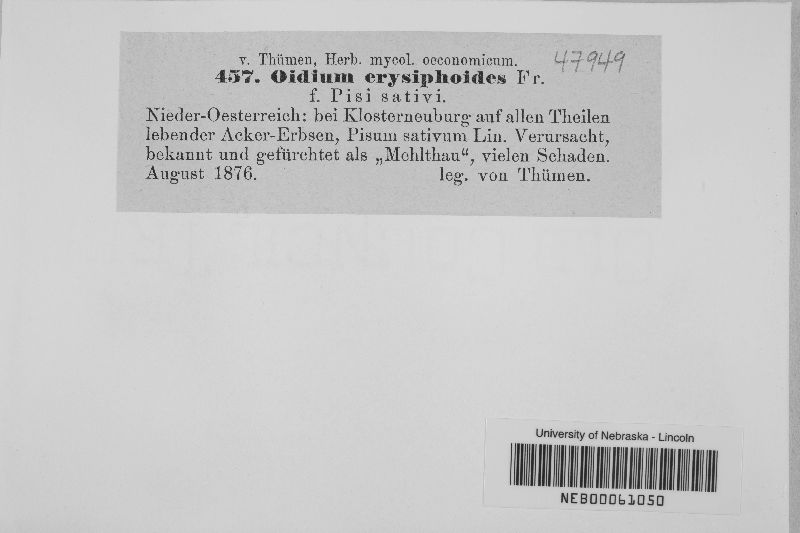 v. Thümen, Herb. mycol. oeconomicum. 47949
457. Oidium erysiphoides Fr.
f. Pisi sativi.
Nieder-Oesterreich: bei Klosterneuburg auf allen Theilen
lebender Acker-Erbsen, Pisum sativum Lin. Verursacht,
bekannt und gefürchtet als „Mehlthau“, vielen Schaden.
August 1876. leg. von Thümen.
University of Nebraska - Lincoln
NEB00061050